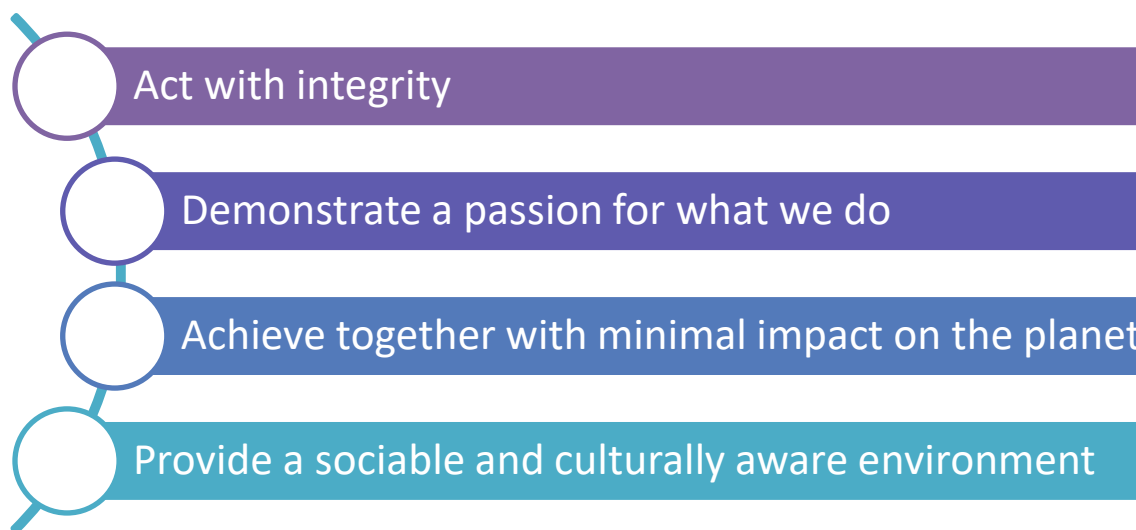 Act with integrity
Demonstrate a passion for what we do
Achieve together with minimal impact on the planet
Provide a sociable and culturally aware environment